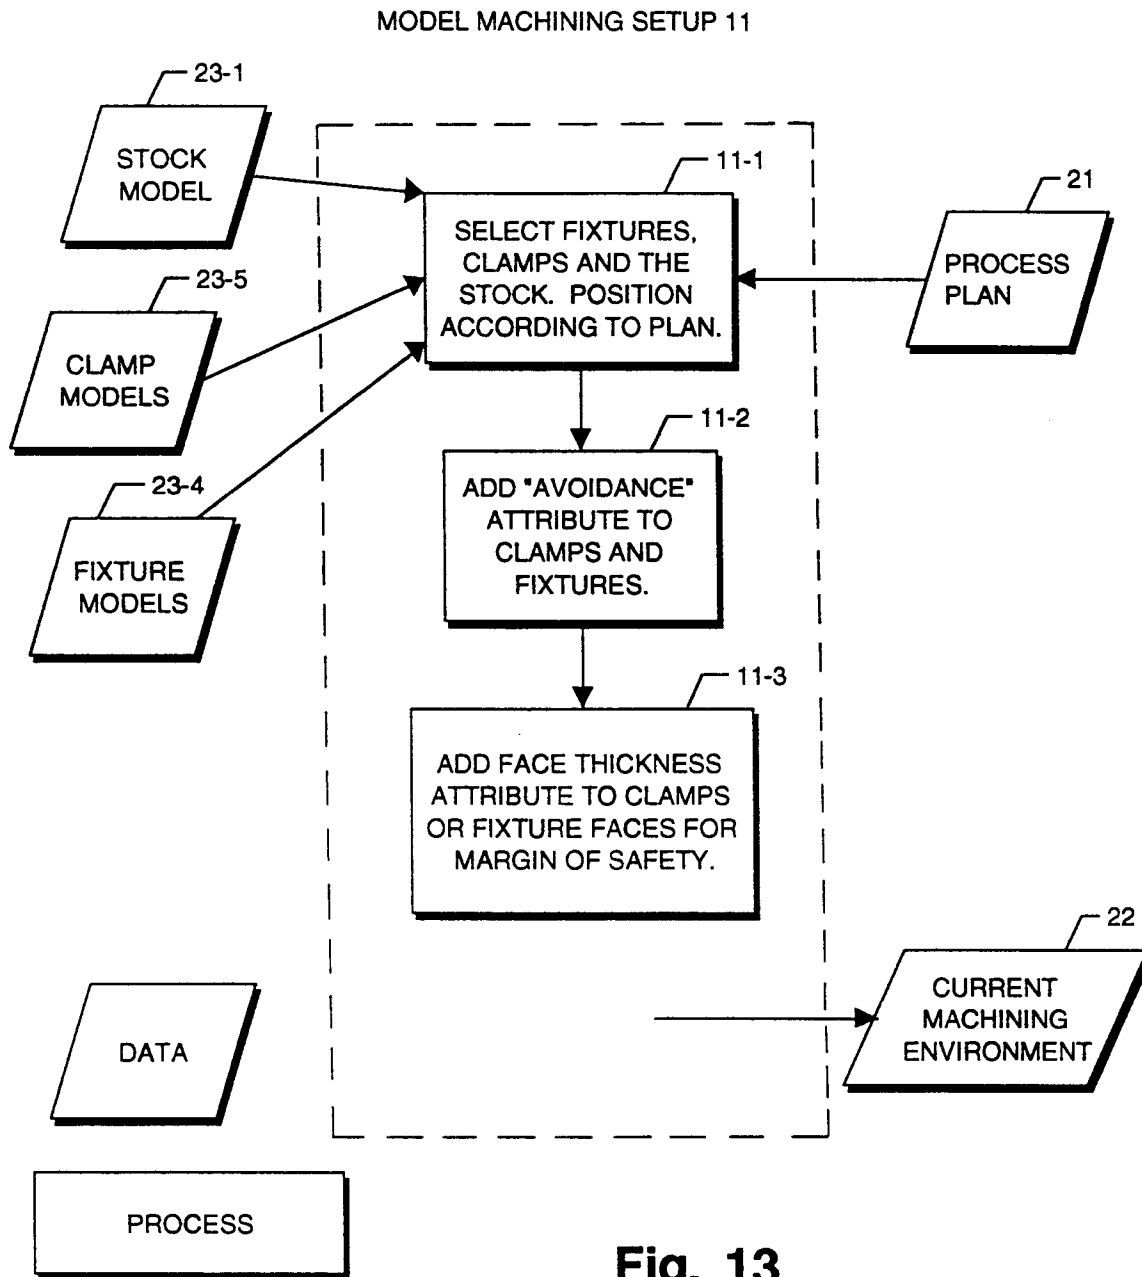 MODEL MACHINING SETUP 11
23-1
STOCK
MODEL
11-1
SELECT FIXTURES,
CLAMPS AND THE
STOCK. POSITION
ACCORDING TO PLAN.
21
PROCESS
PLAN
23-5
CLAMP
MODELS
11-2
ADD "AVOIDANCE"
ATTRIBUTE TO
CLAMPS AND
FIXTURES.
23-4
FIXTURE
MODELS
11-3
ADD FACE THICKNESS
ATTRIBUTE TO CLAMPS
OR FIXTURE FACES FOR
MARGIN OF SAFETY.
22
CURRENT
MACHINING
ENVIRONMENT
DATA
PROCESS
Fig. 13